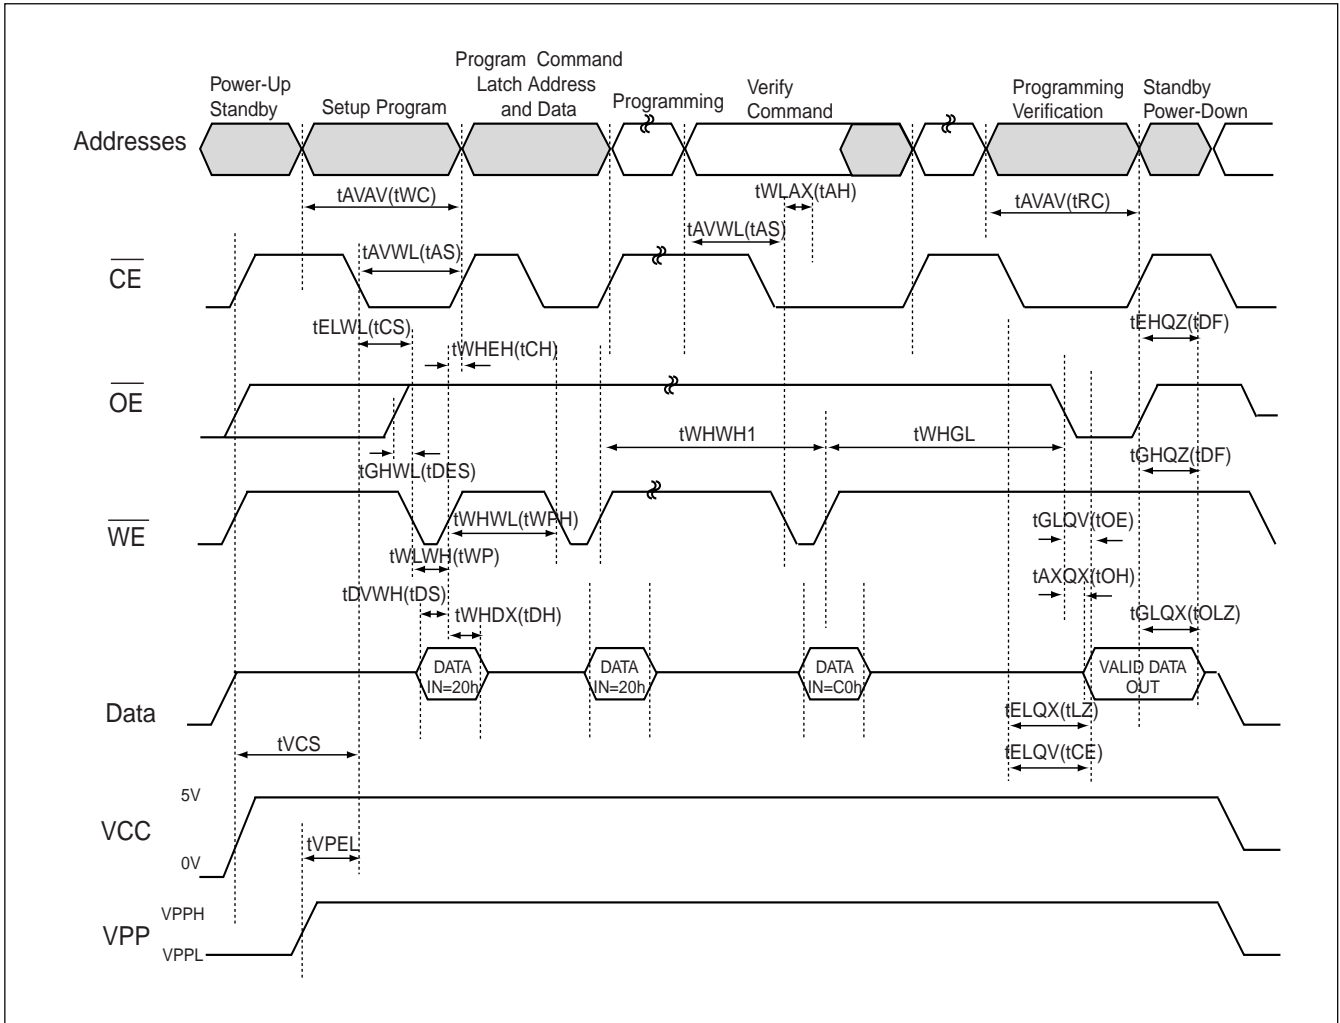 Power-Up
Standby
Setup Program
Program Command
Latch Address
and Data
Programming
Verify
Command
Programming
Verification
Standby
Power-Down
Addresses
tAVAV(tWC)
tWLAX(tAH)
tAVAV(tRC)
tAVWL(tAS)
tAVWL(tAS)
CE
tELWL(tCS)
tWHEH(tCH)
tEHQZ(tDF)
OE
tWHWH1
tWHGL
tGHWL(tDES)
tGHQZ(tDF)
WE
tWHWL(tWPH)
tGLQV(tOE)
tWLWH(tWP)
tAXQX(tOH)
tDVWH(tDS)
tWHDX(tDH)
tGLQX(tOLZ)
DATA
IN=20h
DATA
IN=20h
DATA
IN=C0h
VALID DATA
OUT
Data
tELQX(tLZ)
tVCS
tELQV(tCE)
5V
VCC
tVPEL
0V
VPPH
VPP
VPPL